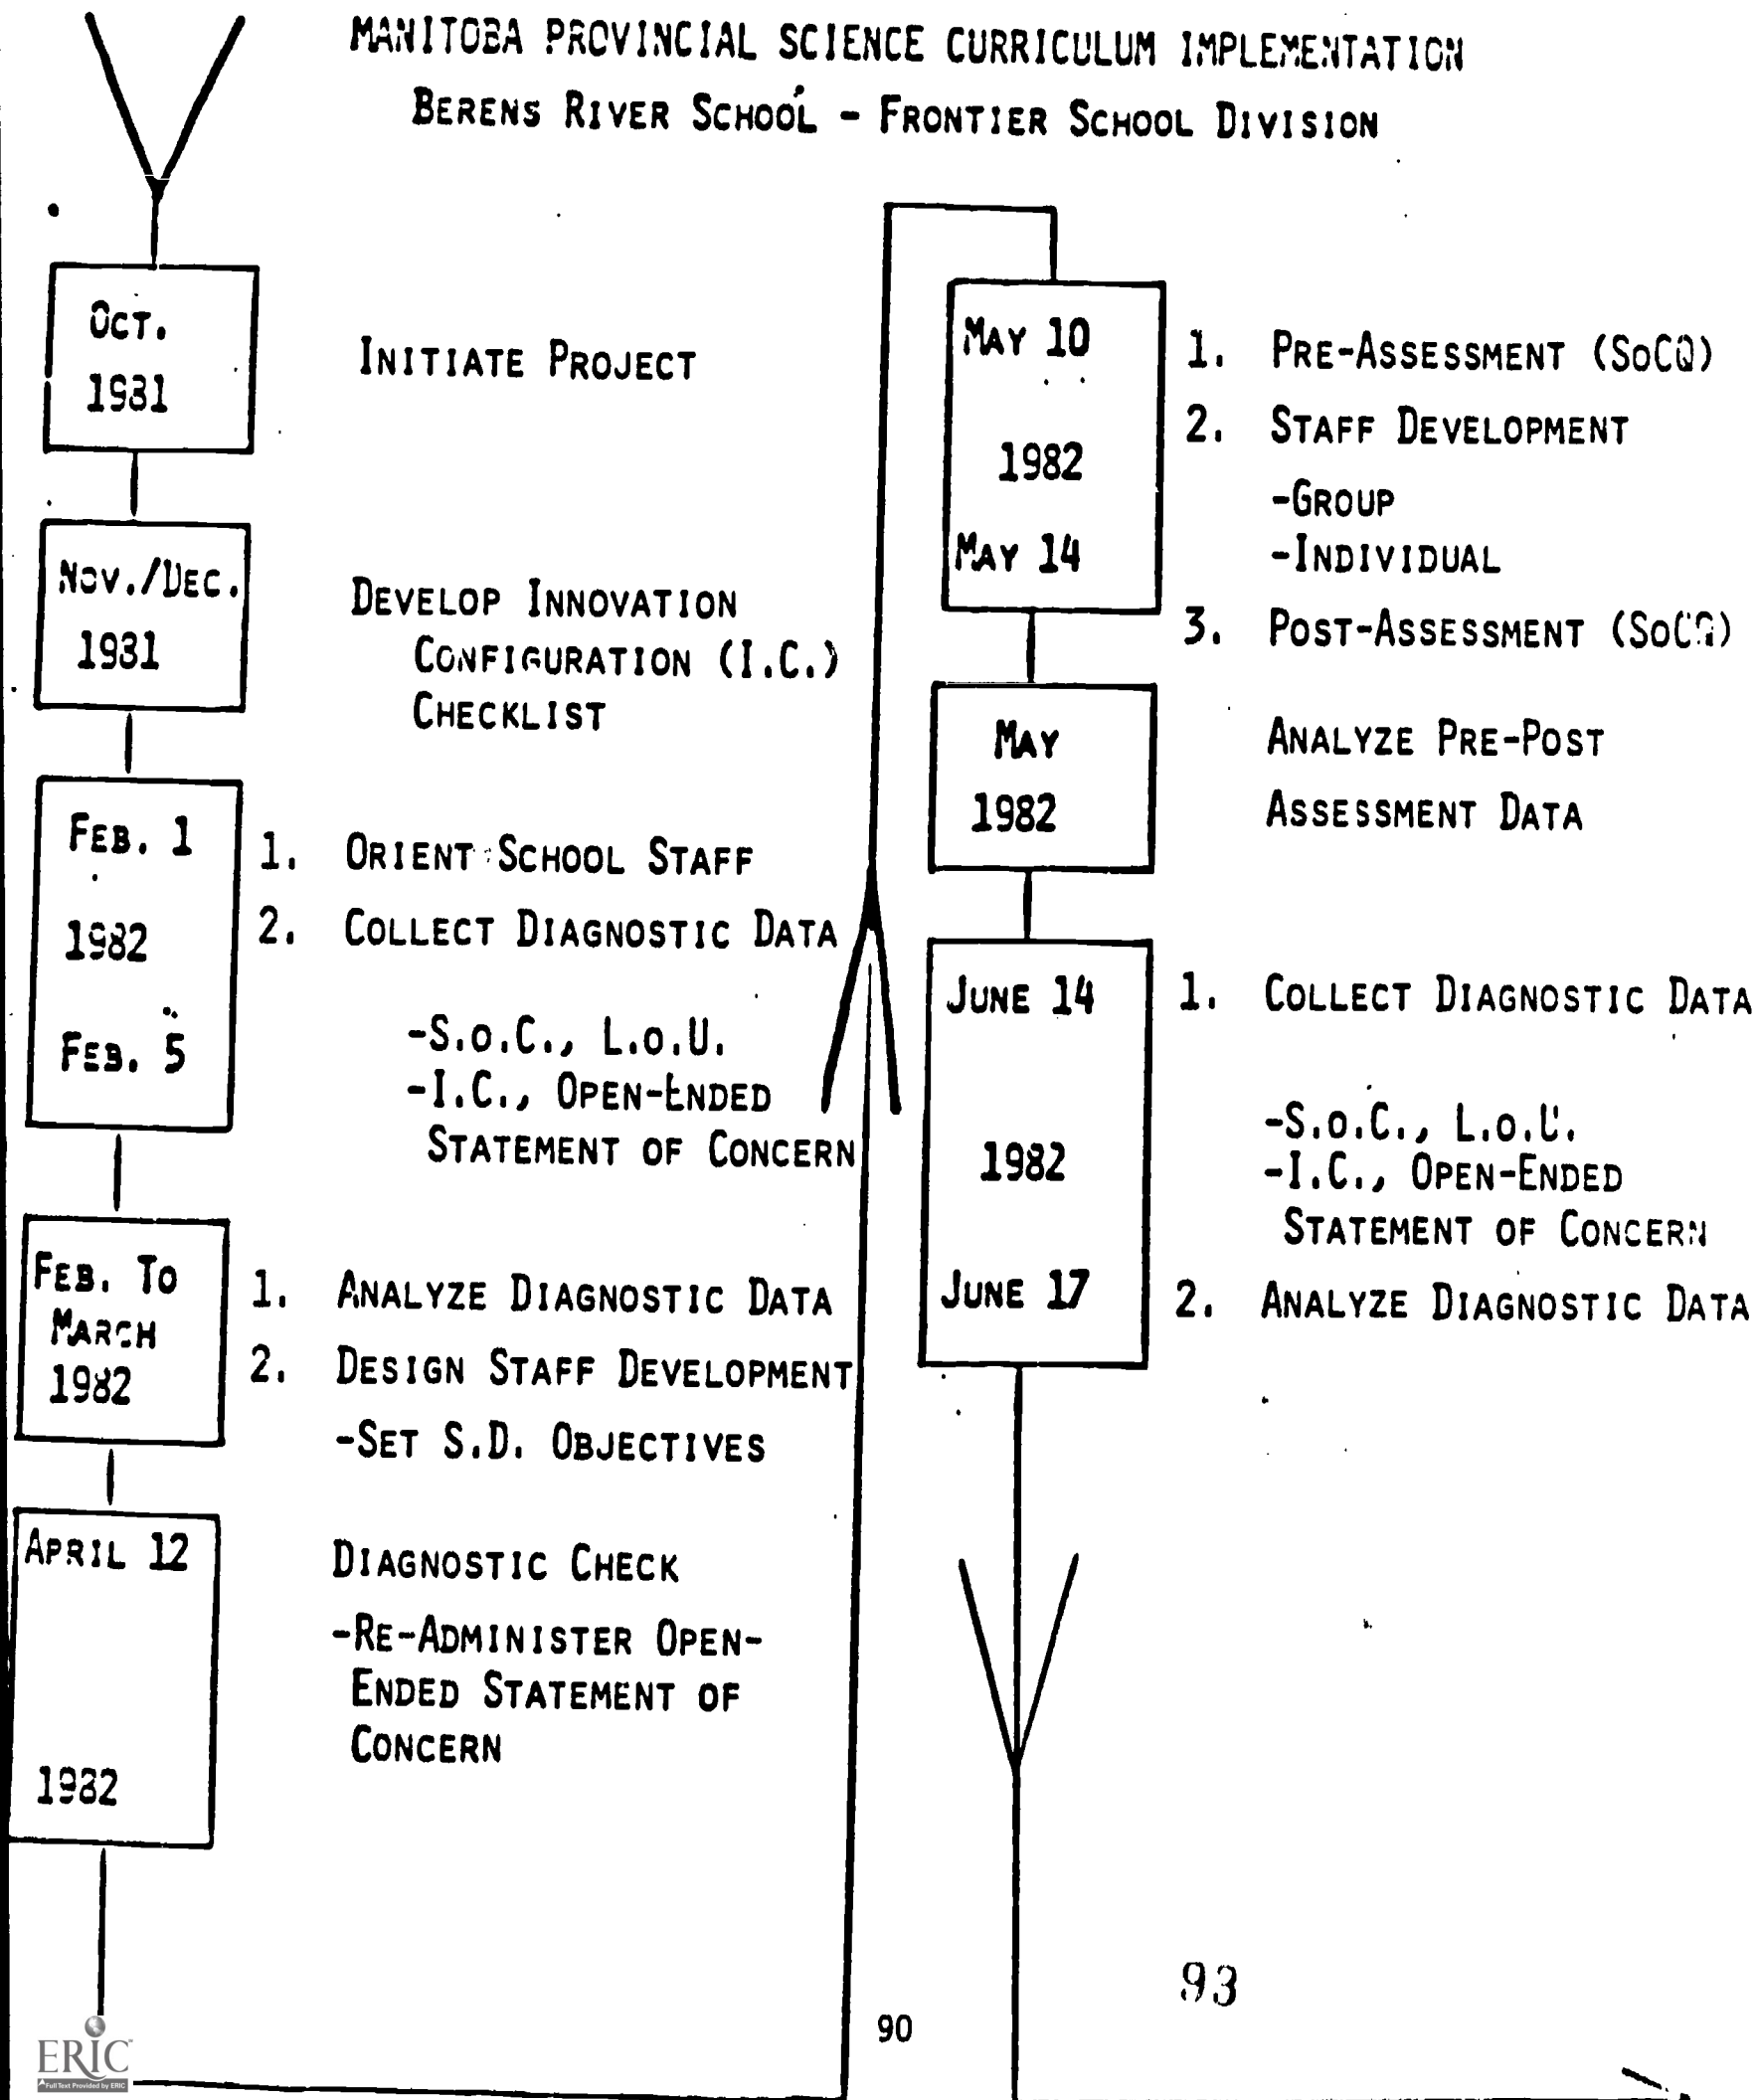 MANITOBA PROVINCIAL SCIENCE CURRICULUM IMPLEMENTATION
BERENS RIVER SCHOOL - FRONTIER SCHOOL DIVISION
OCT.
1981
INITIATE PROJECT
NOV./DEC.
1981
DEVELOP INNOVATION
CONFIGURATION (I.C.)
CHECKLIST
FEB. 1
1982
FEB. 5
1. ORIENT SCHOOL STAFF
2. COLLECT DIAGNOSTIC DATA
-S.O.C., L.O.U.
-I.C., OPEN-ENDED
STATEMENT OF CONCERN
FEB. TO
MARCH
1982
1. ANALYZE DIAGNOSTIC DATA
2. DESIGN STAFF DEVELOPMENT
-SET S.D. OBJECTIVES
APRIL 12
1982
DIAGNOSTIC CHECK
-RE-ADMINISTER OPEN-
ENDED STATEMENT OF
CONCERN
MAY 10
1982
MAY 14
1. PRE-ASSESSMENT (SoCQ)
2. STAFF DEVELOPMENT
-GROUP
-INDIVIDUAL
3. POST-ASSESSMENT (SoCQ)
MAY
1982
ANALYZE PRE-POST
ASSESSMENT DATA
JUNE 14
1982
JUNE 17
1. COLLECT DIAGNOSTIC DATA
-S.O.C., L.O.U.
-I.C., OPEN-ENDED
STATEMENT OF CONCERN
2. ANALYZE DIAGNOSTIC DATA
93
90
ERIC
Full Text Provided by ERIC